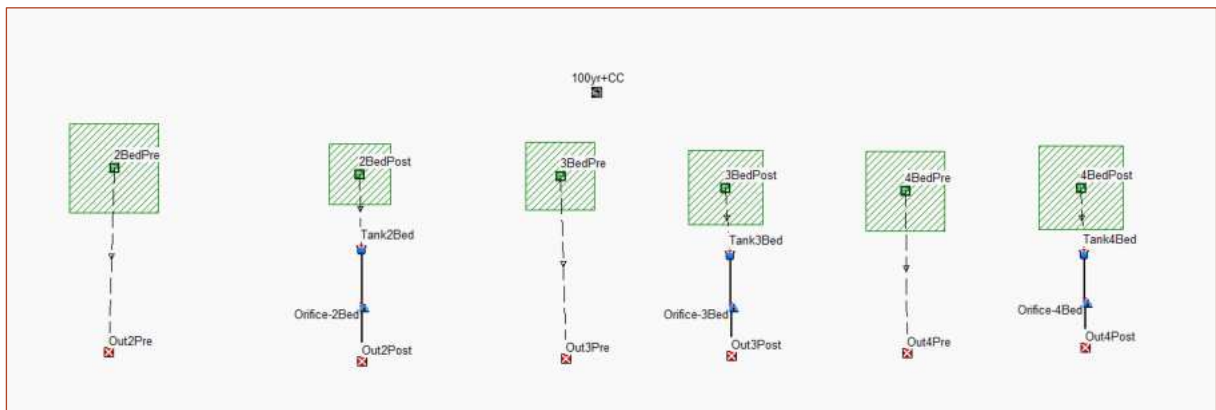 100yr+CC
2BedPre
2BedPost
3BedPre
3BedPost
4BedPre
4BedPost
Tank2Bed
Tank3Bed
Tank4Bed
Orifice-2Bed
Orifice-3Bed
Orifice-4Bed
Out2Pre
Out2Post
Out3Pre
Out3Post
Out4Pre
Out4Post